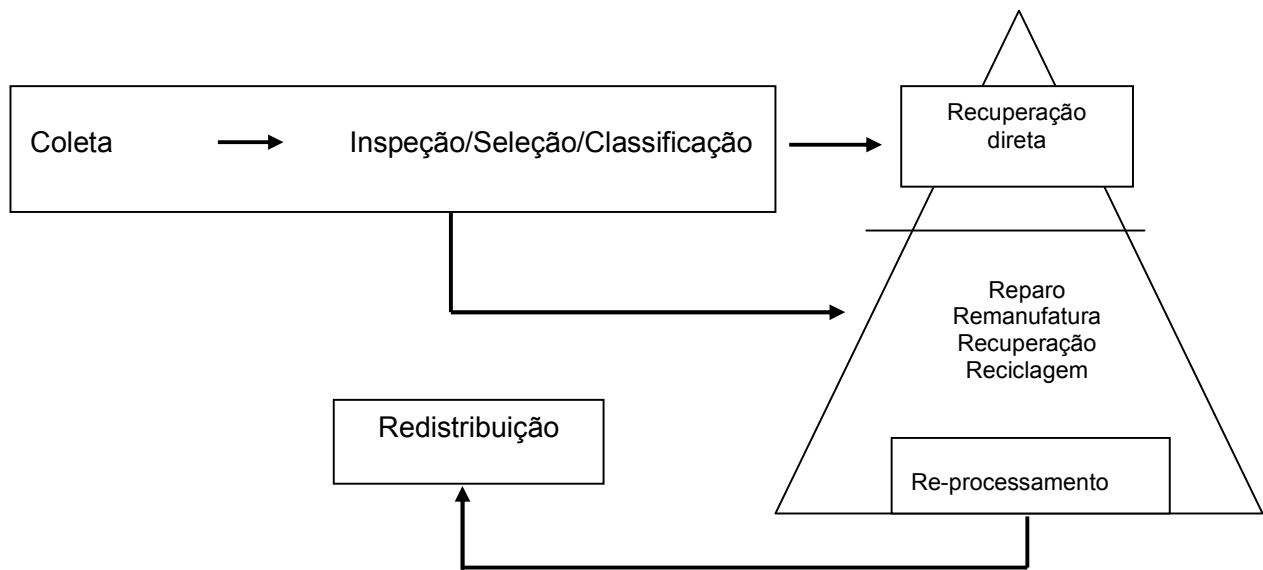 Coleta
Inspeção/Seleção/Classificação
Recuperação
direta
Reparo
Remanufatura
Recuperação
Reciclagem
Redistribuição
Re-processamento